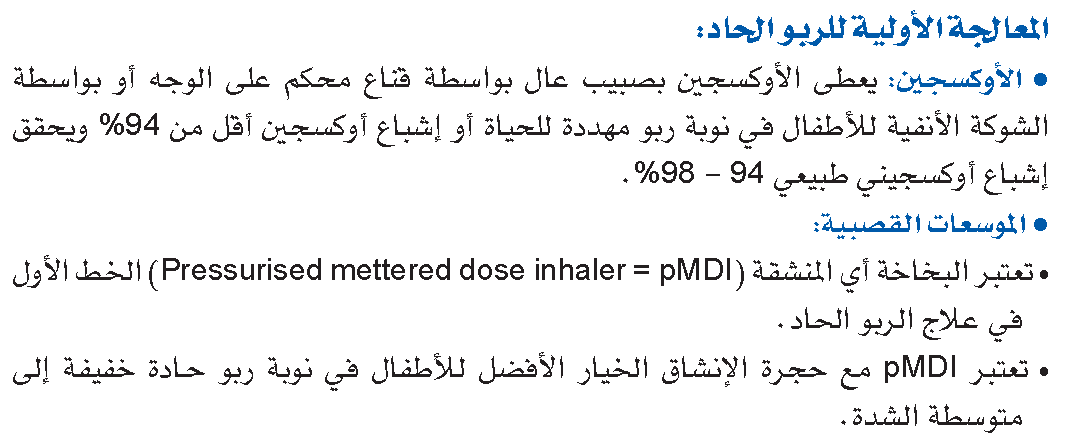 المعالجة الأولية للربو الحاد:
• الأوكسجين: يعطى الأوكسجين بصبيب عال بواسطة قناع محكم على الوجه أو بواسطة
الشوكة الأنفية للأطفال في نوبة ربو مهددة للحياة أو إشباع أوكسجين أقل من 94% ويحقق
إشباع أوكسجيني طبيعي 94 – 98%.
• الموسعات القصبية:
• تعتبر البخاخة أي المنشقة (Pressurised mettered dose inhaler = pMDI) الخط الأول
في علاج الربو الحاد.
• تعتبر pMDI مع حجرة الإنشاق الخيار الأفضل للأطفال في نوبة ربو حادة خفيفة إلى
متوسطة الشدة.